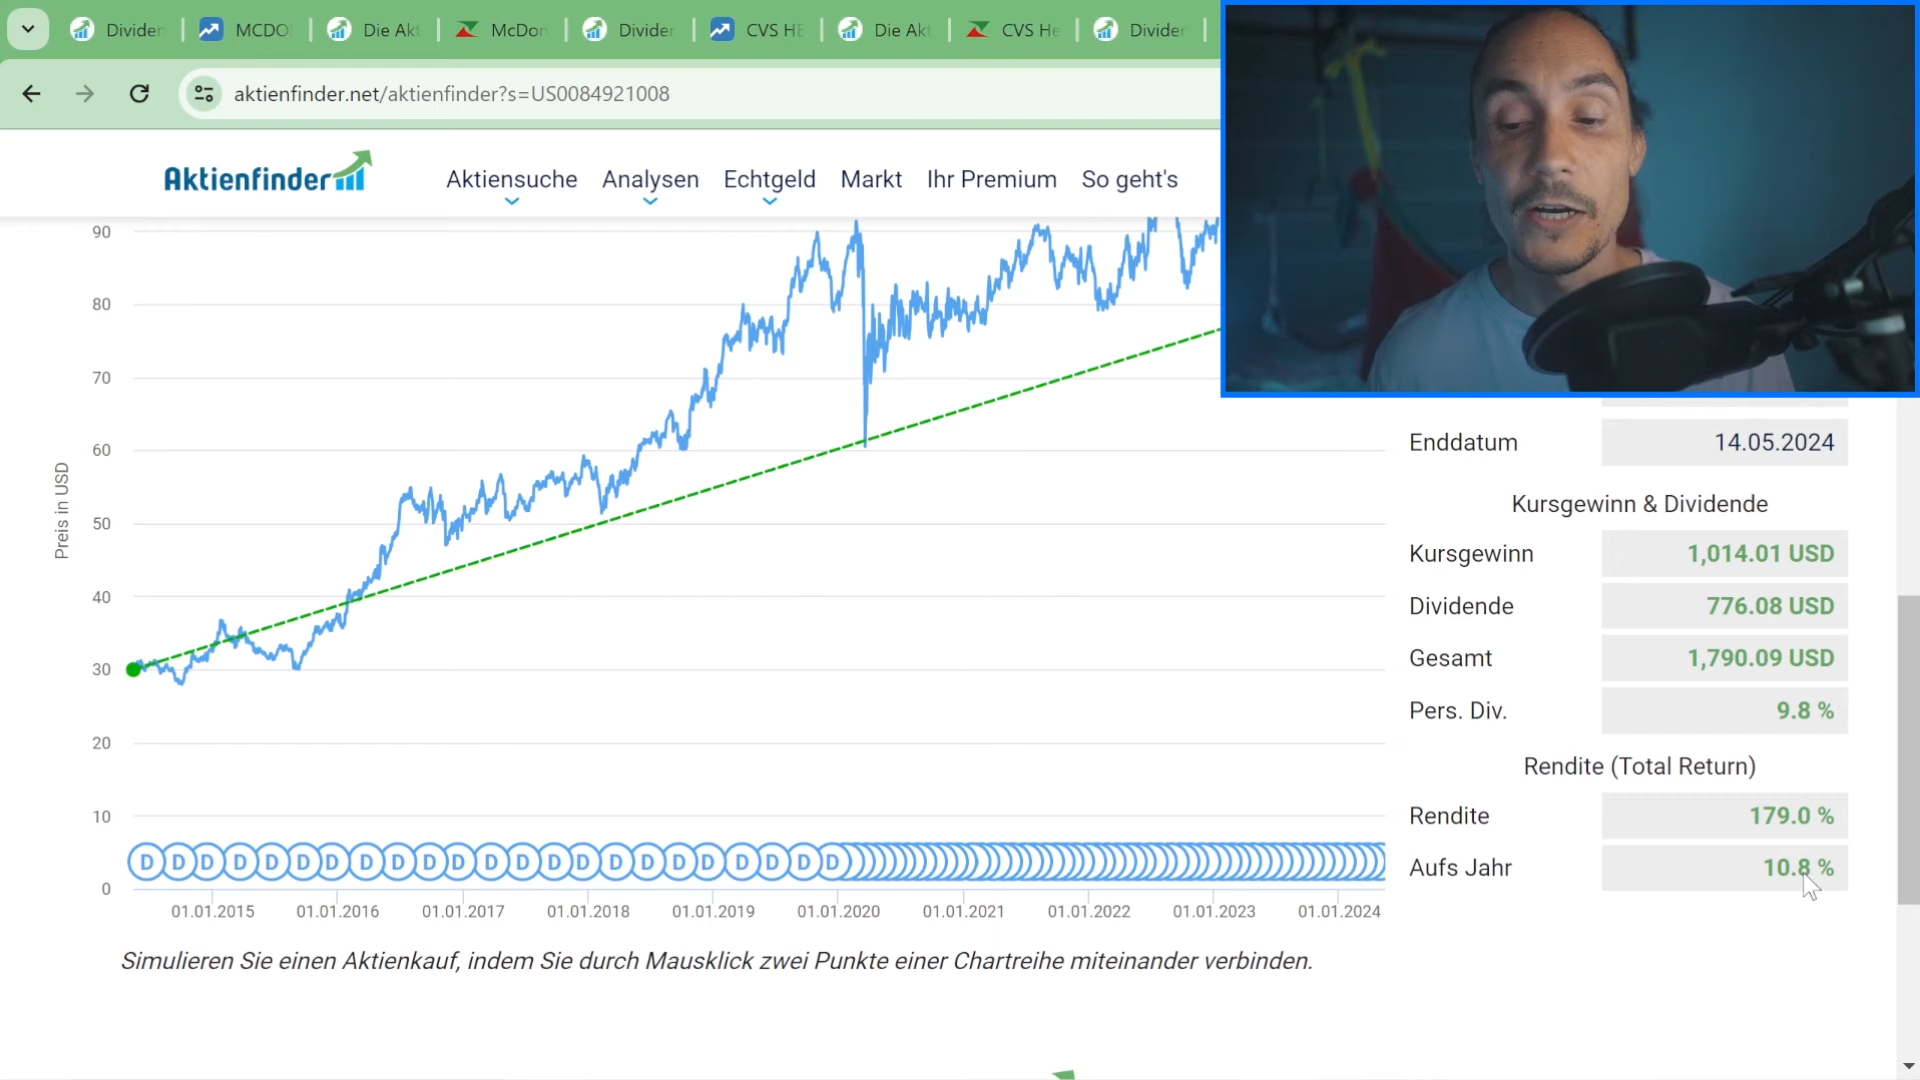 Dividen
MCDO
Die Akt
McDon
Divider
CVS HE
Die Akt
CVS He
Divider
aktienfinder.net/aktienfinder?s=US0084921008
Aktienfinder
Aktiensuche
Analysen
Echtgeld
Markt
Ihr Premium
So geht's
90
80
70
60
50
40
30
20
10
0
Preis in USD
D D D D D D D D D D D D D D D D D D D D D D D
01.01.2015
01.01.2016
01.01.2017
01.01.2018
01.01.2019
01.01.2020
01.01.2021
01.01.2022
01.01.2023
01.01.2024
Simulieren Sie einen Aktienkauf, indem Sie durch Mausklick zwei Punkte einer Chartreihe miteinander verbinden.
Enddatum 14.05.2024
Kursgewinn & Dividende
Kursgewinn 1,014.01 USD
Dividende 776.08 USD
Gesamt 1,790.09 USD
Pers. Div. 9.8 %
Rendite (Total Return)
Rendite 179.0 %
Aufs Jahr 10.8 %